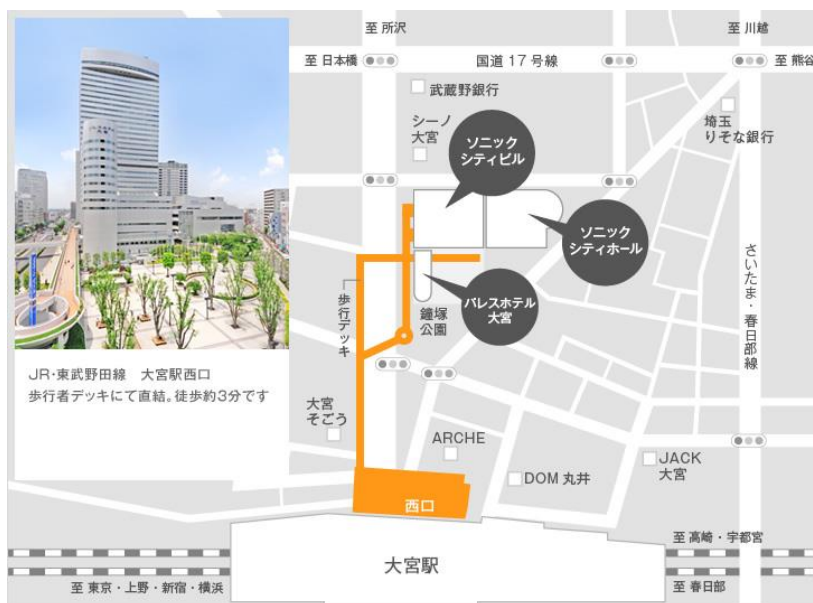 至 所沢
至 川越
至 日本橋
国道 17 号線
至 熊谷
武蔵野銀行
シーノ
大宮
ソニック
シティビル
埼玉
りそな銀行
ソニック
シティホール
さいたま・春日部線
歩行デッキ
パレスホテル
大宮
鐘塚
公園
JR・東武野田線 大宮駅西口
歩行者デッキにて直結。徒歩約3分です
大宮
そごう
ARCHE
DOM 丸井
JACK
大宮
西口
大宮駅
至 高崎・宇都宮
至 東京・上野・新宿・横浜
至 春日部